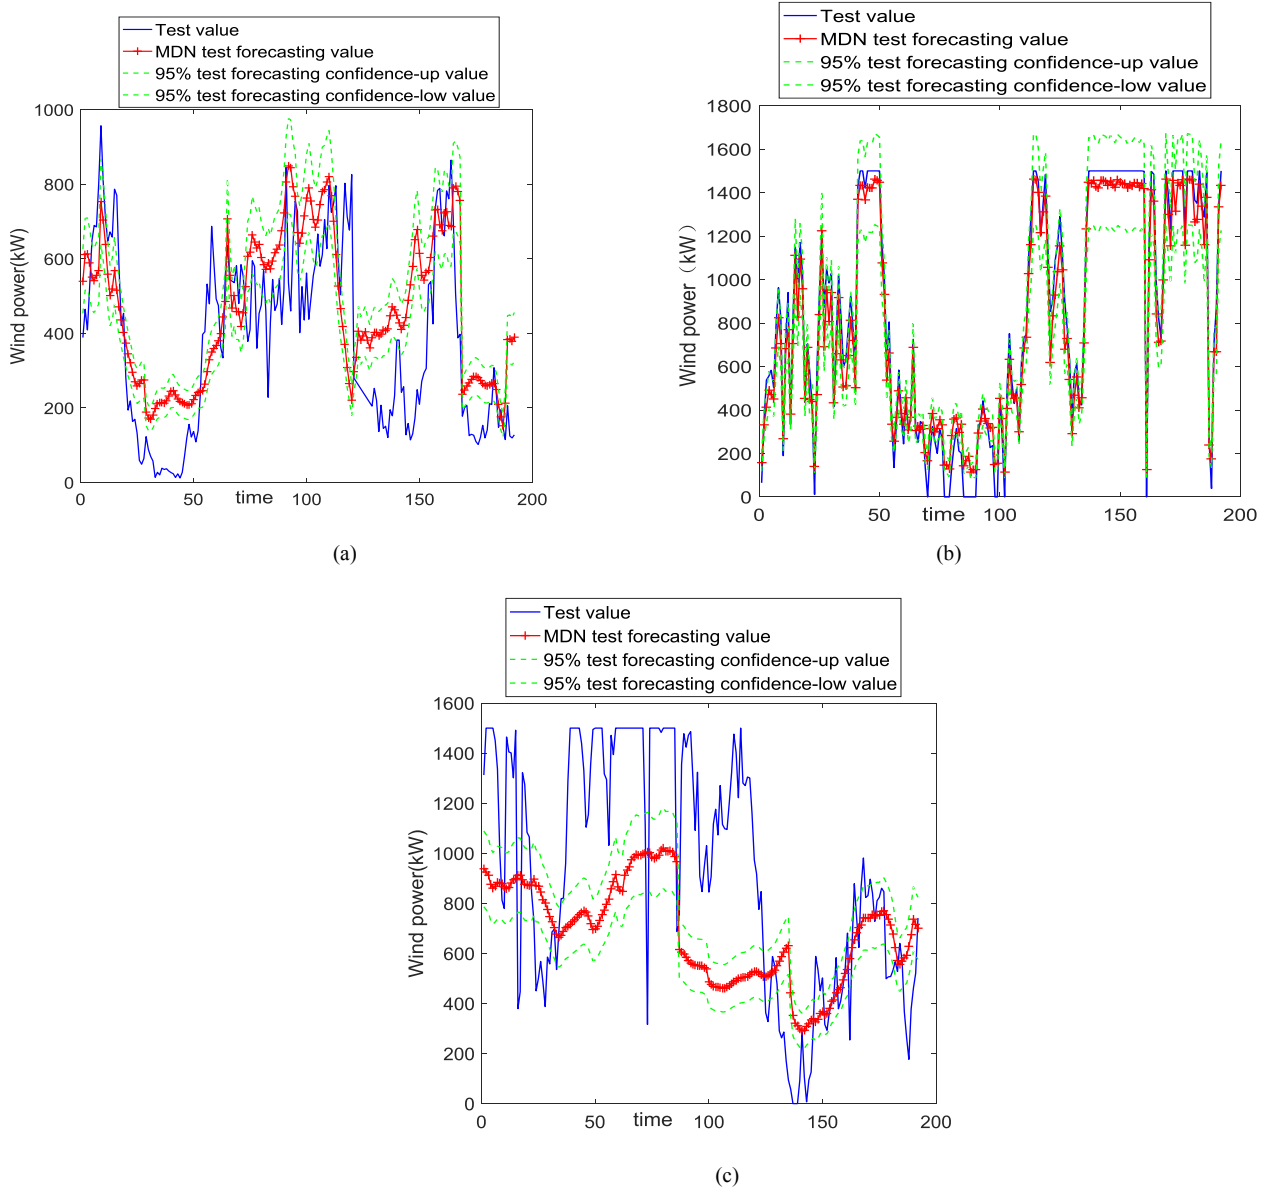 Test value
MDN test forecasting value
95% test forecasting confidence-up value
95% test forecasting confidence-low value
1000
800
600
400
200
0
Wind power(kW)
0 50 time 100 150 200
(a)
Test value
MDN test forecasting value
95% test forecasting confidence-up value
95% test forecasting confidence-low value
1800
1600
1400
1200
1000
800
600
400
200
0
Wind power（kW）
0 50 time 100 150 200
(b)
Test value
MDN test forecasting value
95% test forecasting confidence-up value
95% test forecasting confidence-low value
1600
1400
1200
1000
800
600
400
200
0
Wind power(kW)
0 50 time 100 150 200
(c)